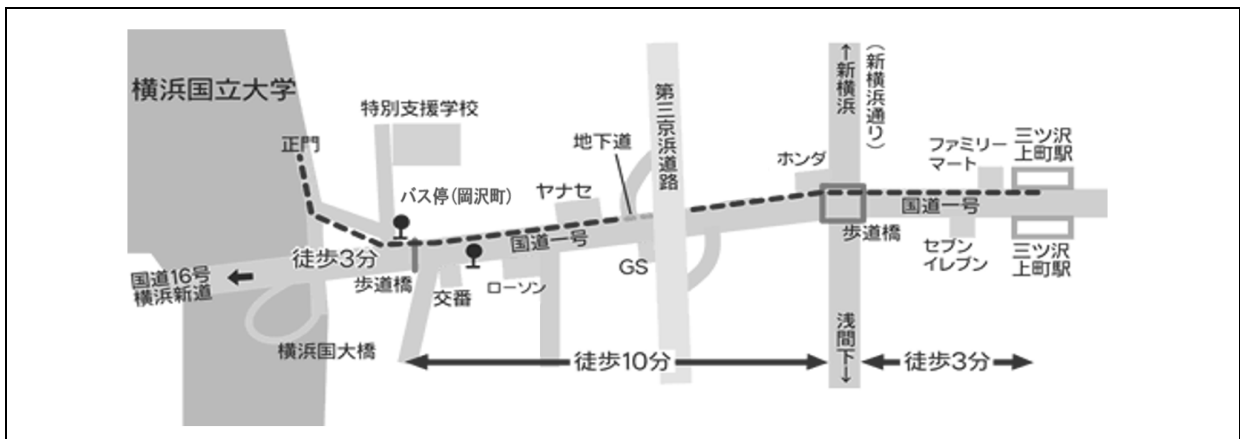 横浜国立大学
正門
特別支援学校
バス停(岡沢町)
ヤナセ
地下道
第三京浜道路
ホンダ
↑新横浜
(新横浜通り)
ファミリー
マート
三ツ沢
上町駅
国道一号
国道一号
歩道橋
セブン
イレブン
三ツ沢
上町駅
徒歩3分
国道16号
横浜新道
歩道橋
交番
ローソン
GS
横浜国大橋
徒歩10分
浅間下↓
徒歩3分